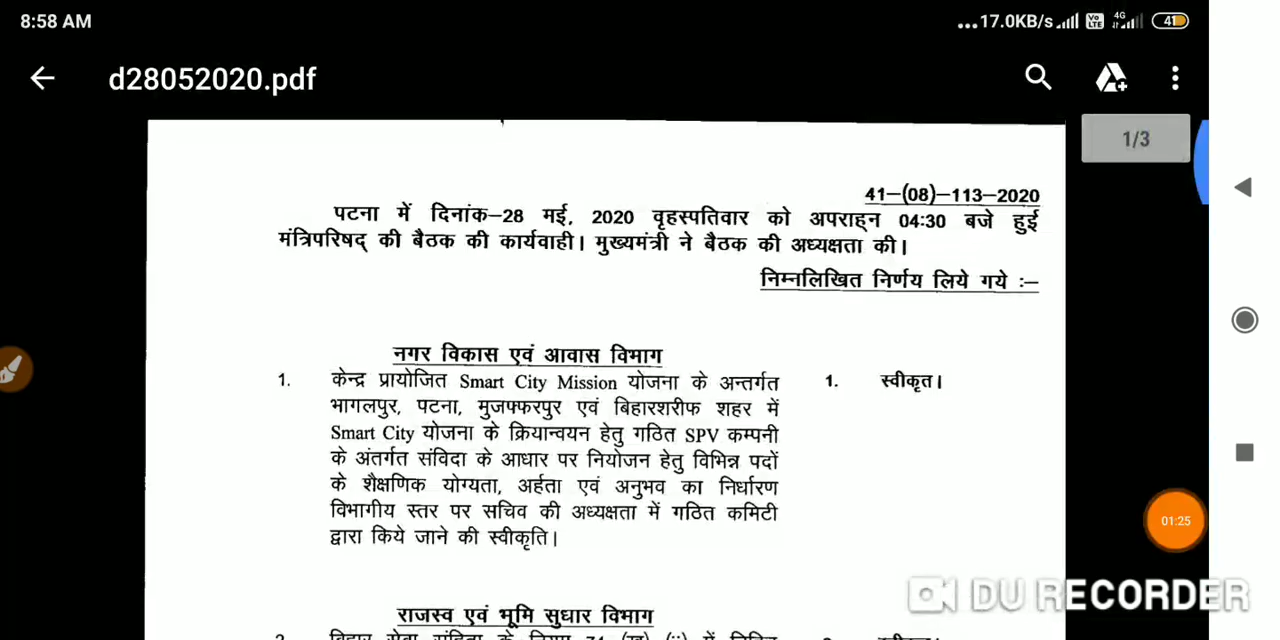 8:58 AM
...17.0KB/s 4G Vo LTE 41
d28052020.pdf
1/3
41–(08)–113–2020
पटना में दिनांक–28 मई, 2020 वृहस्पतिवार को अपराह्न 04:30 बजे हुई
मंत्रिपरिषद् की बैठक की कार्यवाही। मुख्यमंत्री ने बैठक की अध्यक्षता की।
निम्नलिखित निर्णय लिये गये :–
नगर विकास एवं आवास विभाग
1. केन्द्र प्रायोजित Smart City Mission योजना के अन्तर्गत 1. स्वीकृत।
भागलपुर, पटना, मुजफ्फरपुर एवं बिहारशरीफ शहर में
Smart City योजना के क्रियान्वयन हेतु गठित SPV कम्पनी
के अंतर्गत संविदा के आधार पर नियोजन हेतु विभिन्न पदों
के शैक्षणिक योग्यता, अर्हता एवं अनुभव का निर्धारण
विभागीय स्तर पर सचिव की अध्यक्षता में गठित कमिटी
द्वारा किये जाने की स्वीकृति।
01:25
DU RECORDER
राजस्व एवं भूमि सुधार विभाग